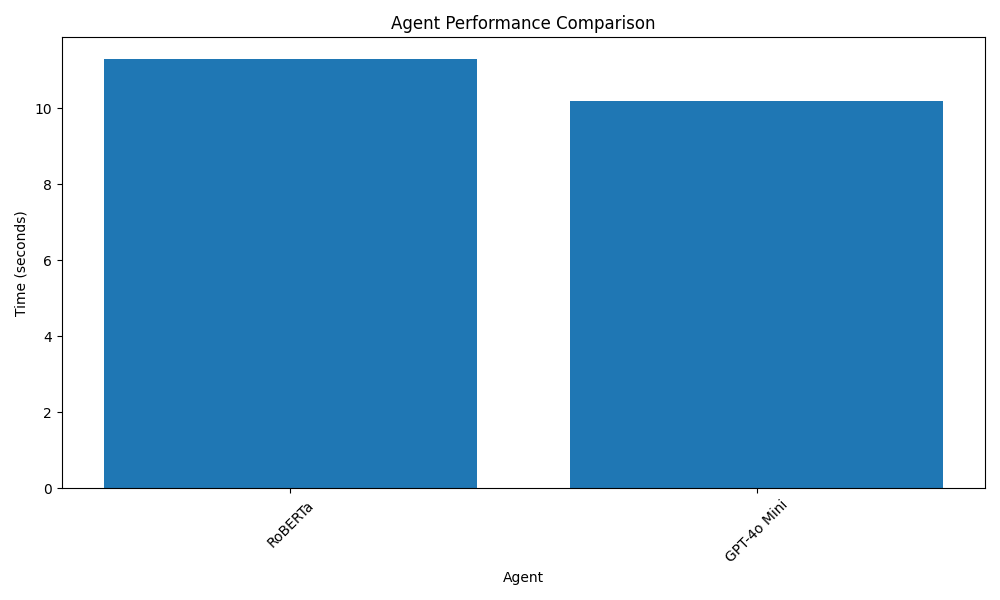 Agent Performance Comparison
Time (seconds)
10
8
6
4
2
0
RoBERTa
GPT-4o Mini
Agent